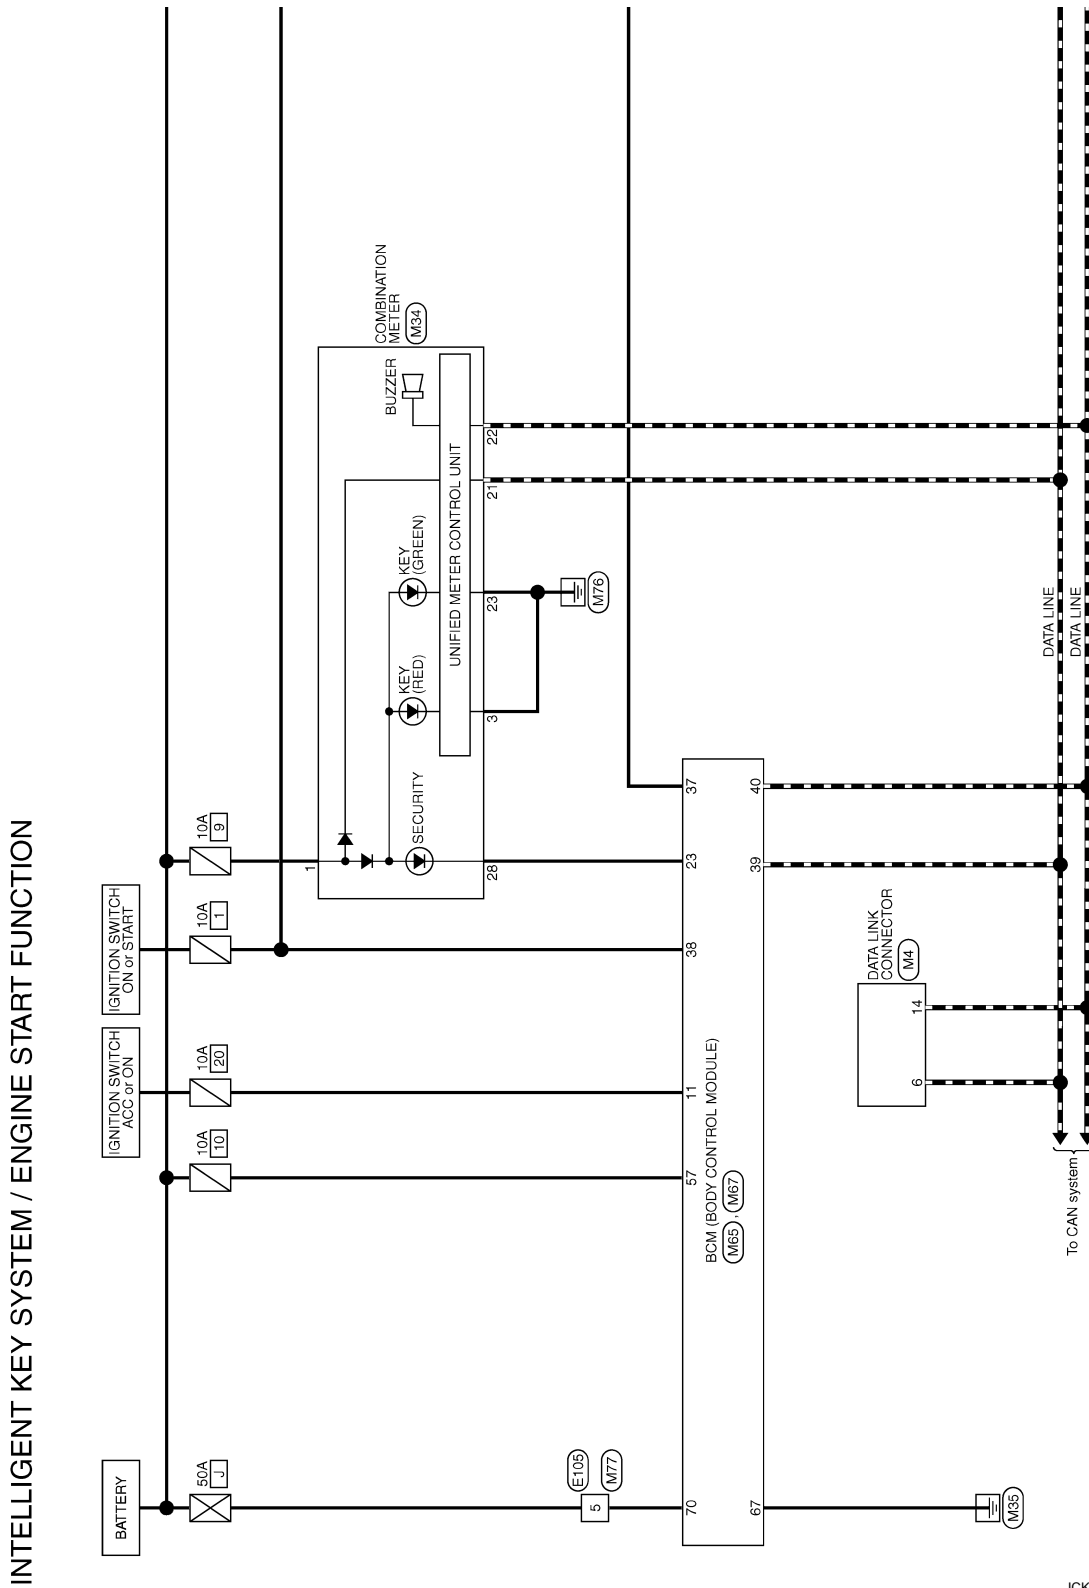 INTELLIGENT KEY SYSTEM / ENGINE START FUNCTION
BATTERY
IGNITION SWITCH
ACC or ON
IGNITION SWITCH
ON or START
50A
J
10A
10
10A
20
10A
1
10A
9
COMBINATION
METER
M34
BUZZER
KEY
(GREEN)
KEY
(RED)
SECURITY
UNIFIED METER CONTROL UNIT
1
28
3
23
21
22
M76
E105
5
M77
70
57
11
38
23
37
BCM (BODY CONTROL MODULE)
M65 , M67
67
39
40
DATA LINK
CONNECTOR
M4
6
14
M35
DATA LINE
DATA LINE
To CAN system